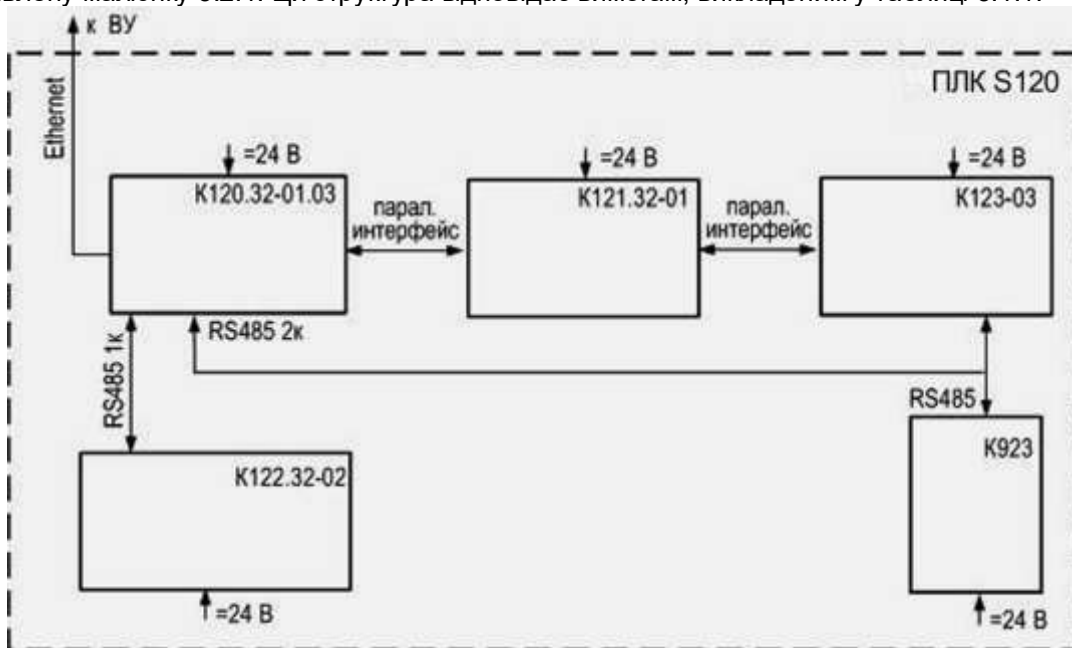 к ВУ
ПЛК S120
Ethernet
=24 В
=24 В
=24 В
К120.32-01.03
К121.32-01
К123-03
парал.
интерфейс
парал.
интерфейс
RS485 2к
RS485 1к
RS485
К122.32-02
К923
=24 В
=24 В